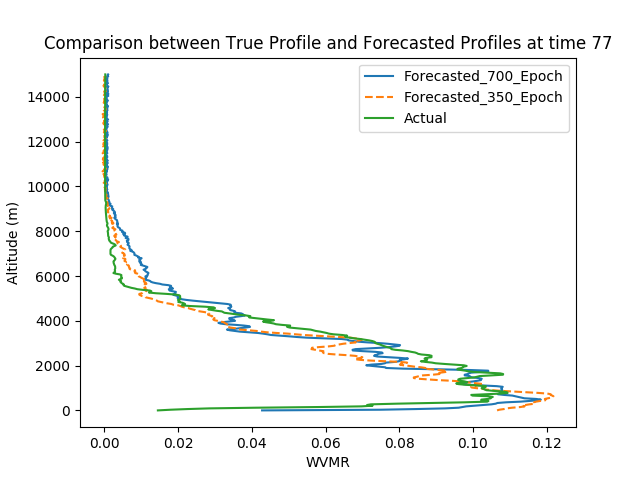 Comparison between True Profile and Forecasted Profiles at time 77
Forecasted_700_Epoch
Forecasted_350_Epoch
Actual
Altitude (m)
14000
12000
10000
8000
6000
4000
2000
0
0.00 0.02 0.04 0.06 0.08 0.10 0.12
WVMR